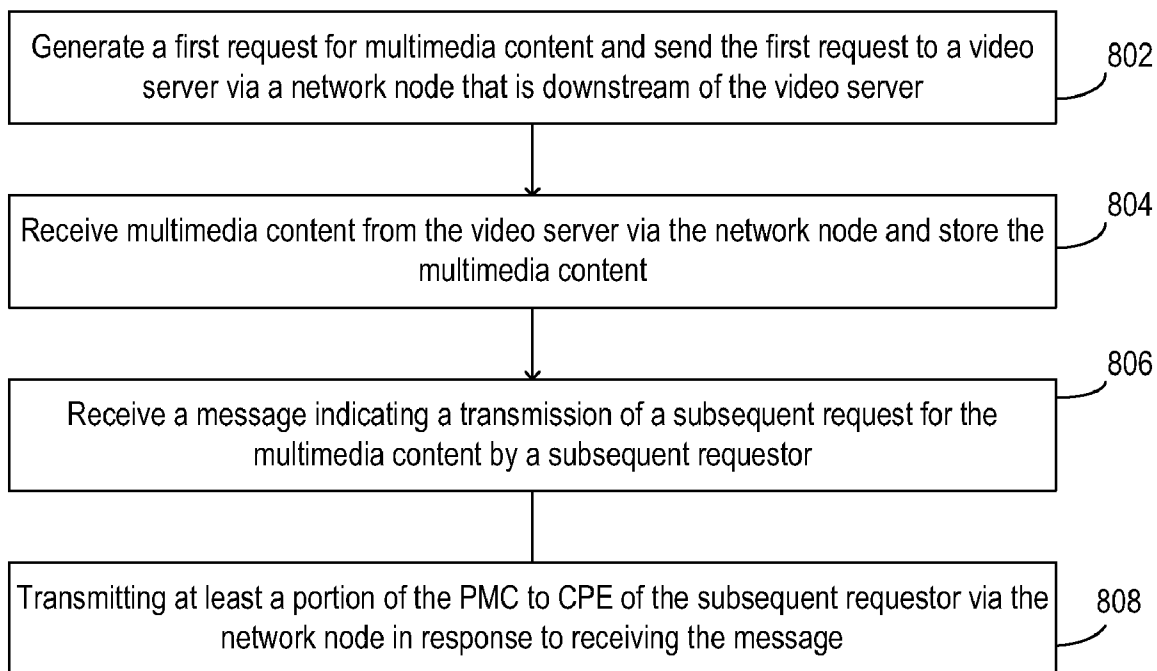 Generate a first request for multimedia content and send the first request to a video
server via a network node that is downstream of the video server
802
Receive multimedia content from the video server via the network node and store the
multimedia content
804
Receive a message indicating a transmission of a subsequent request for the
multimedia content by a subsequent requestor
806
Transmitting at least a portion of the PMC to CPE of the subsequent requestor via the
network node in response to receiving the message
808